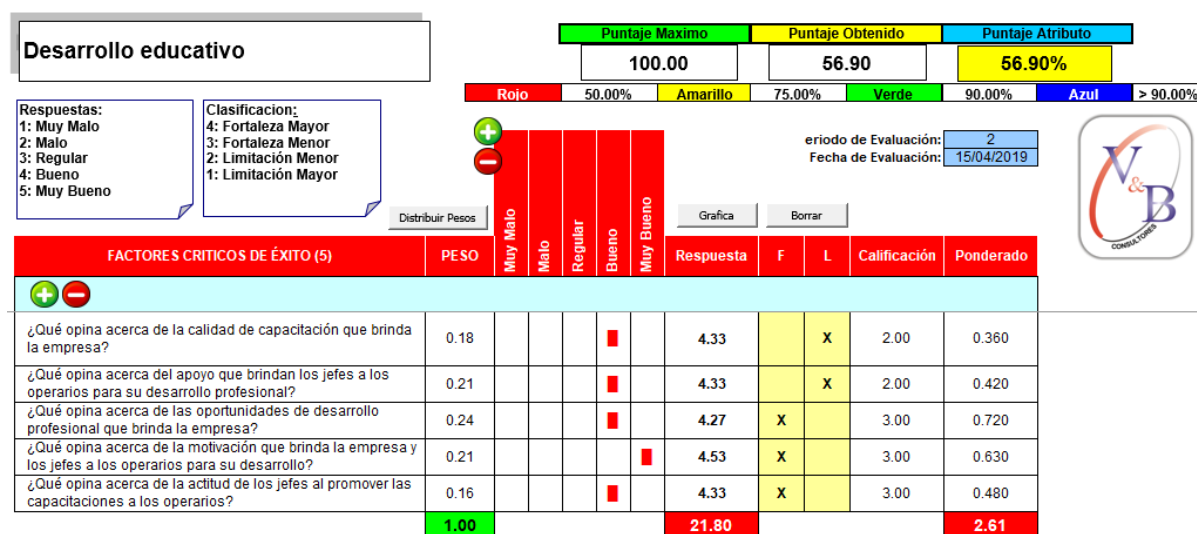 Desarrollo educativo
Puntaje Maximo Puntaje Obtenido Puntaje Atributo
100.00 56.90 56.90%
Rojo 50.00% Amarillo 75.00% Verde 90.00% Azul > 90.00%
Respuestas:
1: Muy Malo
2: Malo
3: Regular
4: Bueno
5: Muy Bueno
Clasificacion:
4: Fortaleza Mayor
3: Fortaleza Menor
2: Limitación Menor
1: Limitación Mayor
eriodo de Evaluación: 2
Fecha de Evaluación: 15/04/2019
V&B
CONSULTORES
Distribuir Pesos
Grafica
Borrar
FACTORES CRITICOS DE ÉXITO (5) PESO Muy Malo Malo Regular Bueno Muy Bueno Respuesta F L Calificación Ponderado
¿Qué opina acerca de la calidad de capacitación que brinda
la empresa?
0.18 4.33 X 2.00 0.360
¿Qué opina acerca del apoyo que brindan los jefes a los
operarios para su desarrollo profesional?
0.21 4.33 X 2.00 0.420
¿Qué opina acerca de las oportunidades de desarrollo
profesional que brinda la empresa?
0.24 4.27 X 3.00 0.720
¿Qué opina acerca de la motivación que brinda la empresa y
los jefes a los operarios para su desarrollo?
0.21 4.53 X 3.00 0.630
¿Qué opina acerca de la actitud de los jefes al promover las
capacitaciones a los operarios?
0.16 4.33 X 3.00 0.480
1.00 21.80 2.61